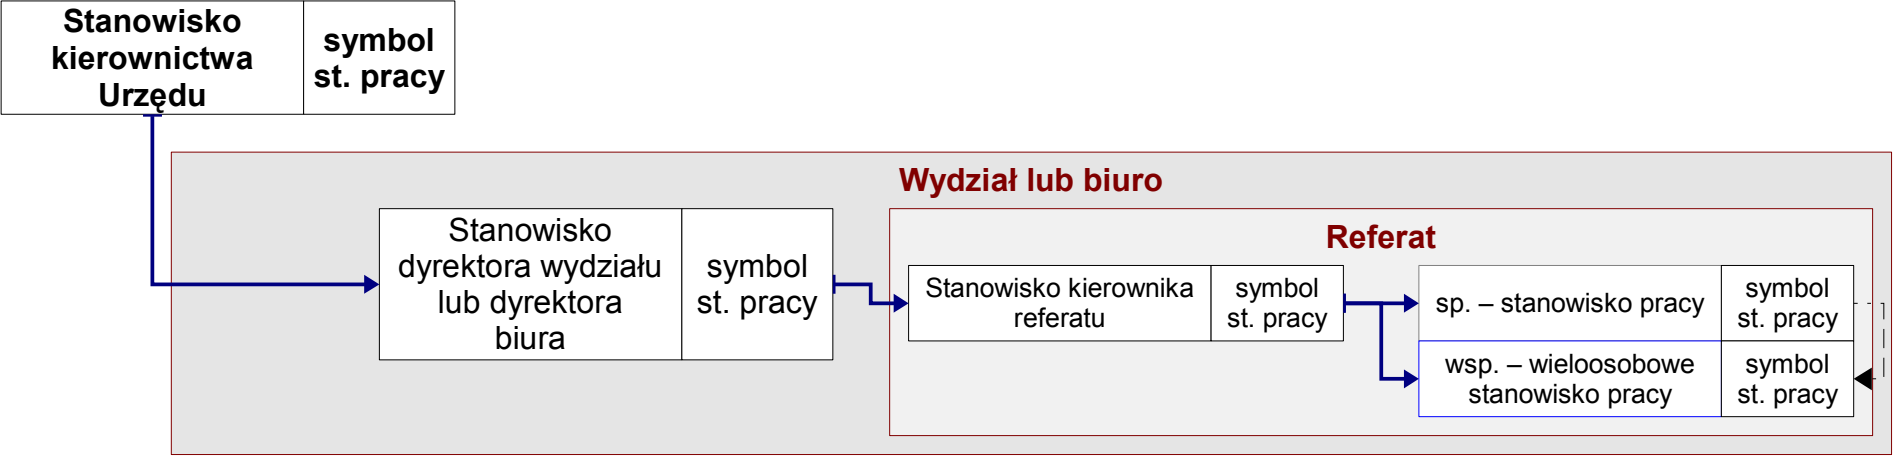 Stanowisko
kierownictwa
Urzędu
symbol
st. pracy
Wydział lub biuro
Stanowisko
dyrektora wydziału
lub dyrektora
biura
symbol
st. pracy
Referat
Stanowisko kierownika
referatu
symbol
st. pracy
sp. – stanowisko pracy
symbol
st. pracy
wsp. – wieloosobowe
stanowisko pracy
symbol
st. pracy